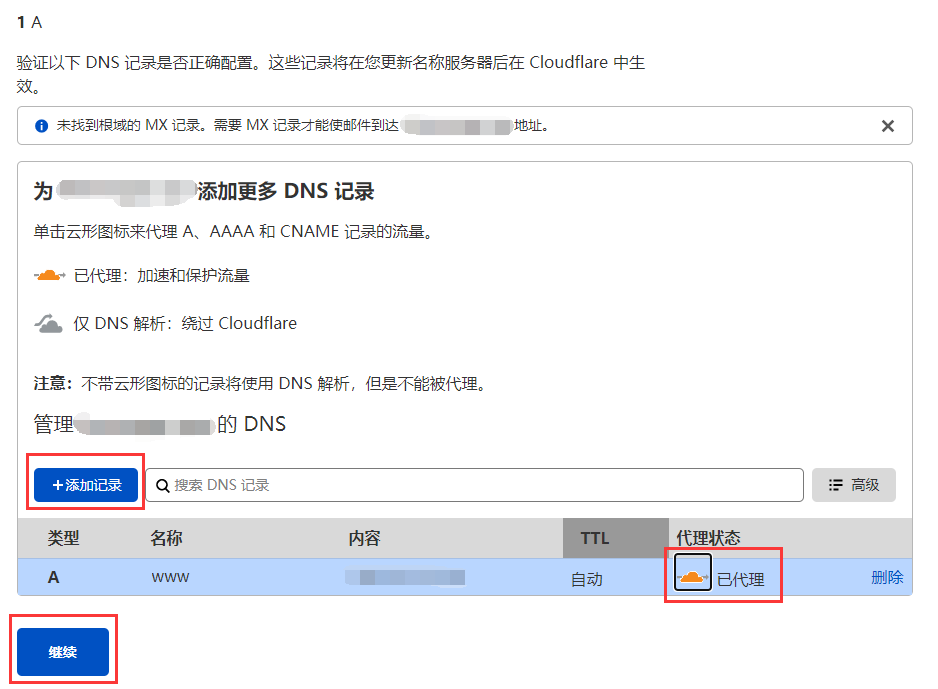 1 A
验证以下 DNS 记录是否正确配置。这些记录将在您更新名称服务器后在 Cloudflare 中生
效。
未找到根域的 MX 记录。需要 MX 记录才能使邮件到达 地址。
为 添加更多 DNS 记录
单击云形图标来代理 A、AAAA 和 CNAME 记录的流量。
已代理：加速和保护流量
仅 DNS 解析：绕过 Cloudflare
注意：不带云形图标的记录将使用 DNS 解析，但是不能被代理。
管理 的 DNS
+添加记录 搜索 DNS 记录 高级
类型 名称 内容 TTL 代理状态
A www 自动 已代理 删除
继续